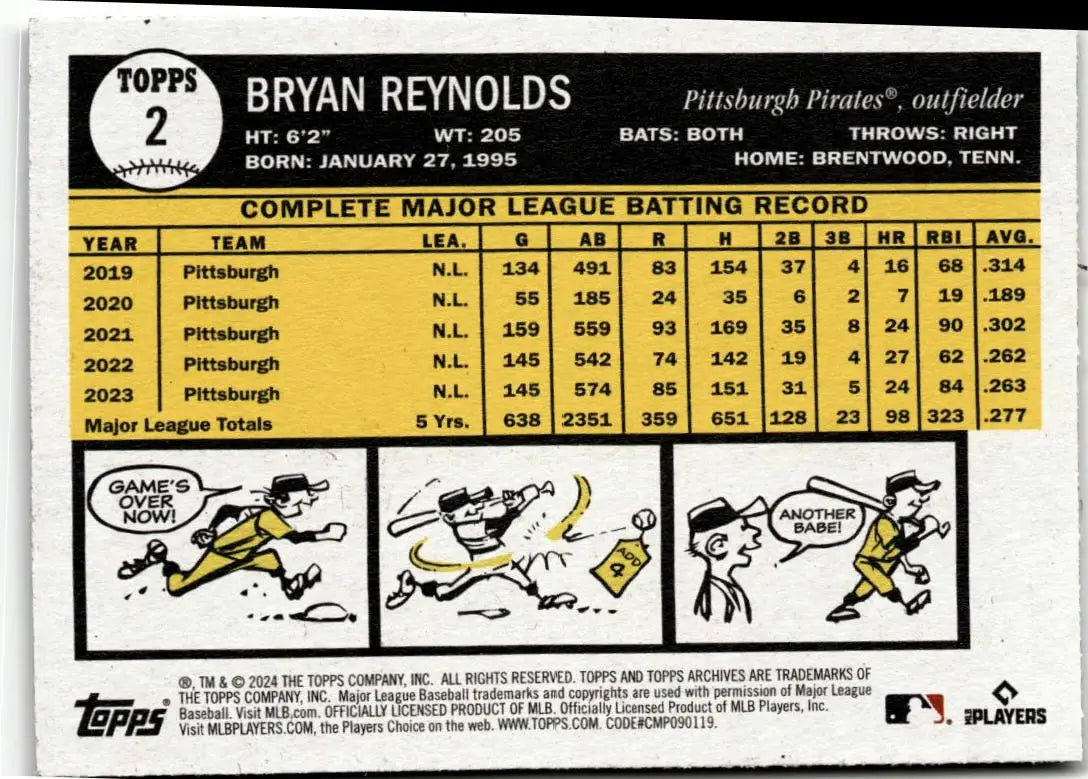 TOPPS
2
BRYAN REYNOLDS
Pittsburgh Pirates®, outfielder
HT: 6'2" WT: 205 BATS: BOTH THROWS: RIGHT
BORN: JANUARY 27, 1995 HOME: BRENTWOOD, TENN.
COMPLETE MAJOR LEAGUE BATTING RECORD
YEAR TEAM LEA. G AB R H 2B 3B HR RBI AVG.
2019 Pittsburgh N.L. 134 491 83 154 37 4 16 68 .314
2020 Pittsburgh N.L. 55 185 24 35 6 2 7 19 .189
2021 Pittsburgh N.L. 159 559 93 169 35 8 24 90 .302
2022 Pittsburgh N.L. 145 542 74 142 19 4 27 62 .262
2023 Pittsburgh N.L. 145 574 85 151 31 5 24 84 .263
Major League Totals 5 Yrs. 638 2351 359 651 128 23 98 323 .277
GAME'S
OVER
NOW!
ADD
4
ANOTHER
BABE!
®, TM & © 2024 THE TOPPS COMPANY, INC. ALL RIGHTS RESERVED. TOPPS AND TOPPS ARCHIVES ARE TRADEMARKS OF
THE TOPPS COMPANY, INC. Major League Baseball trademarks and copyrights are used with permission of Major League
Baseball. Visit MLB.com. OFFICIALLY LICENSED PRODUCT OF MLB. Officially Licensed Product of MLB Players, Inc.
Visit MLBPLAYERS.COM, the Players Choice on the web. WWW.TOPPS.COM. CODE#CMP090119.
topps®
MLB PLAYERS